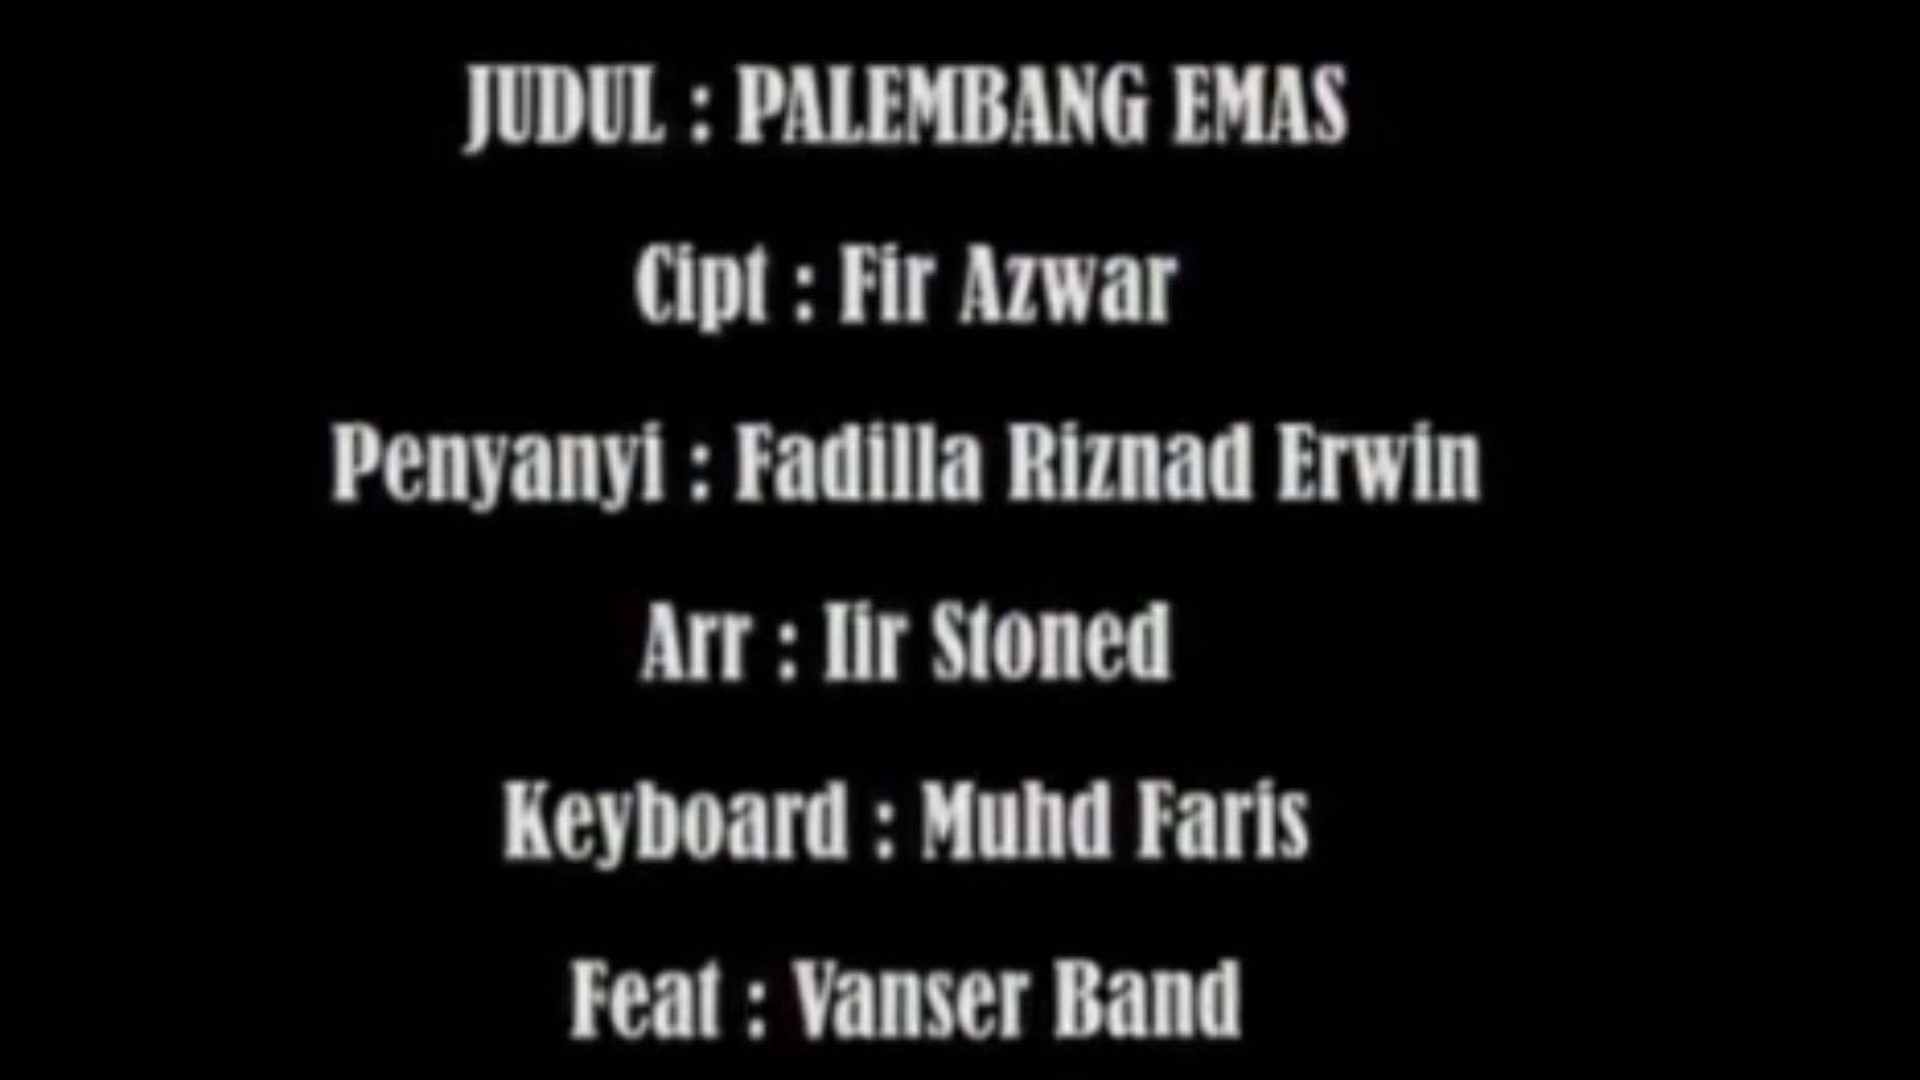 JUDUL : PALEMBANG EMAS
Cipt : Fir Azwar
Penyanyi : Fadilla Riznad Erwin
Arr : Iir Stoned
Keyboard : Muhd Faris
Feat : Vanser Band